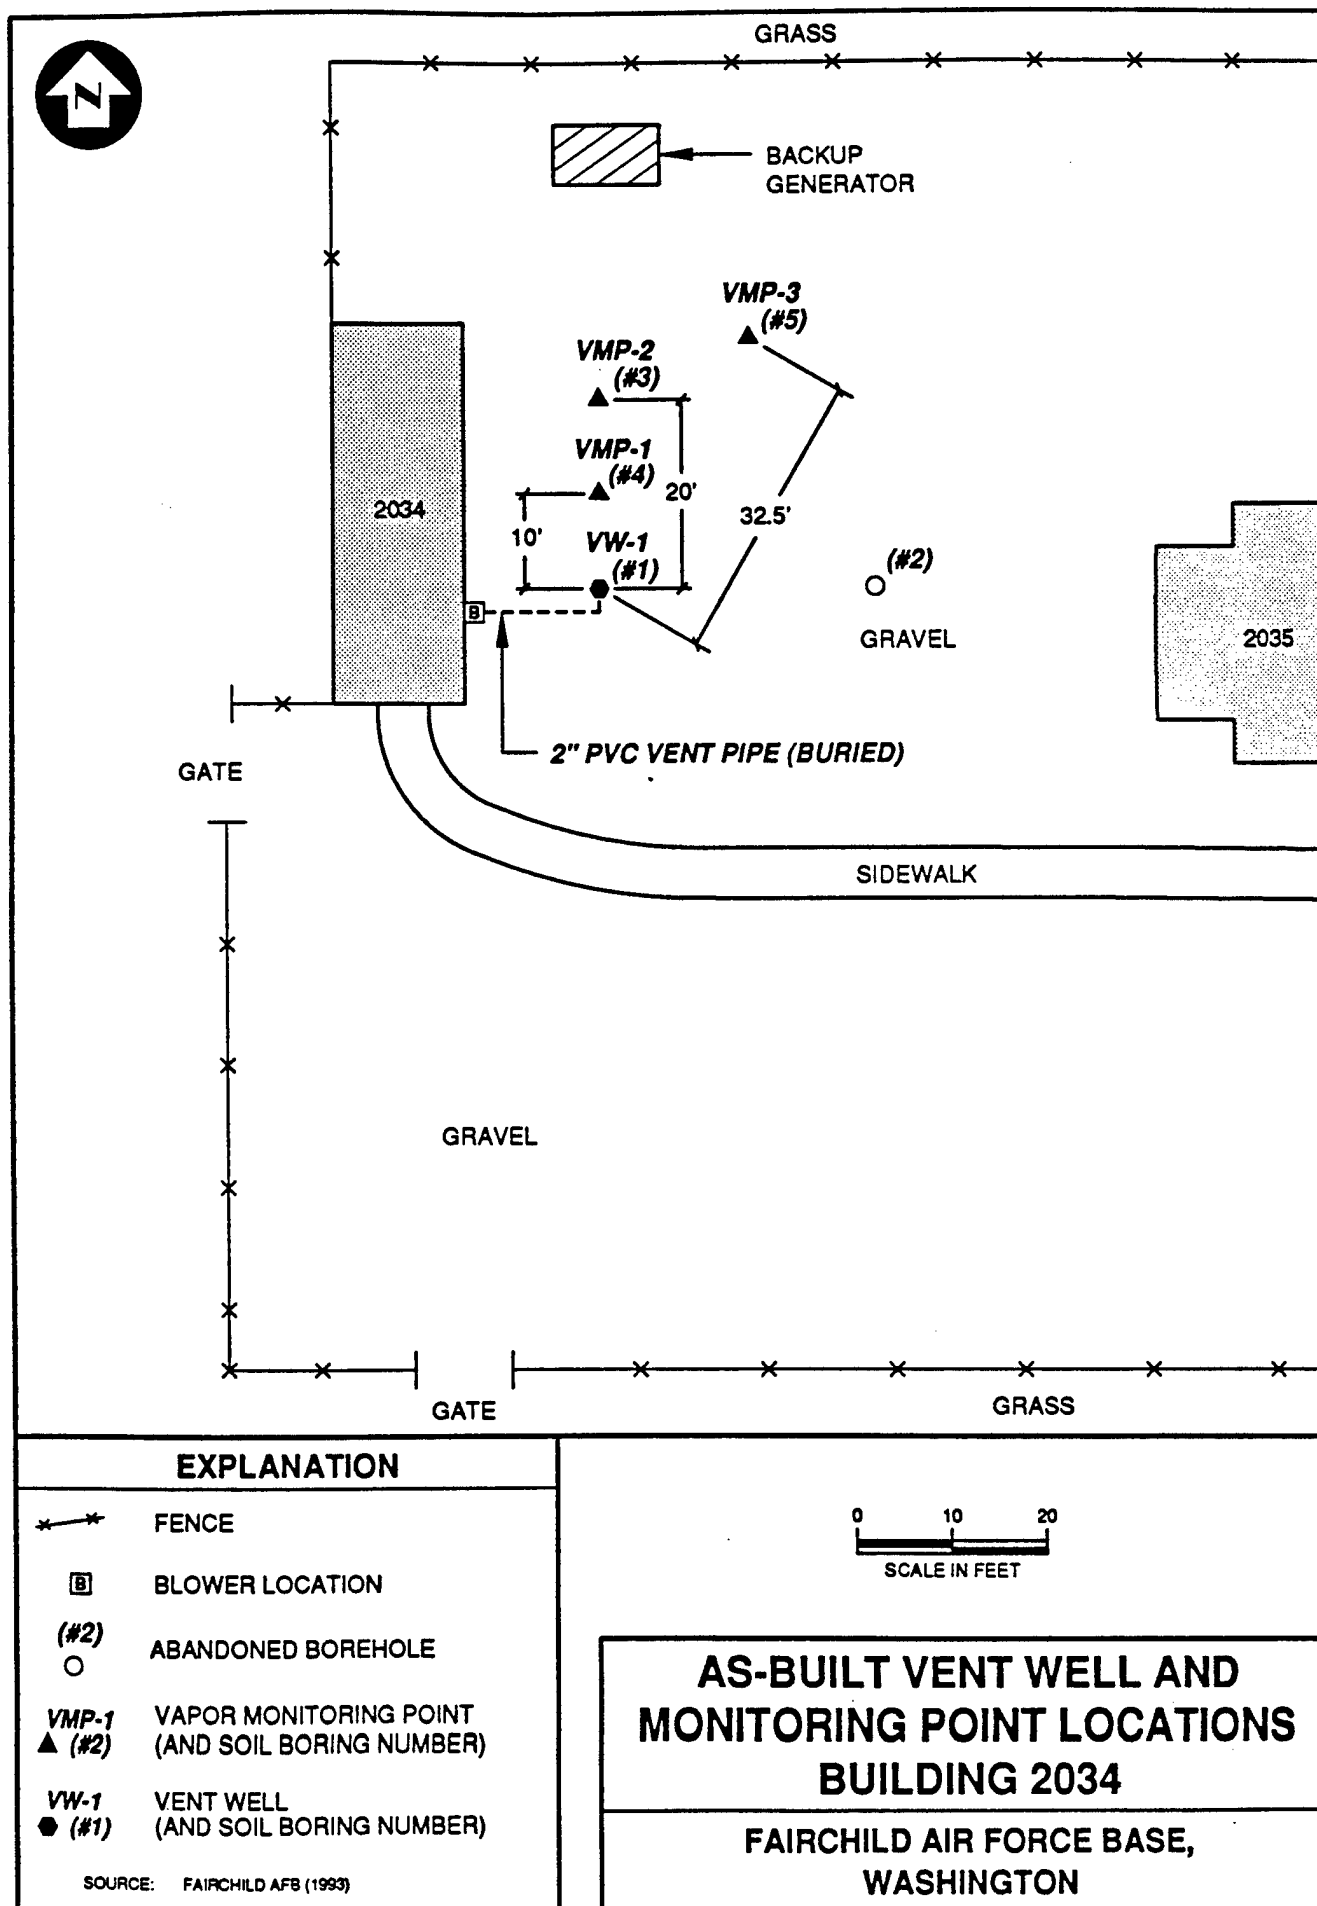 GRASS
N
BACKUP
GENERATOR
VMP-3
(#5)
VMP-2
(#3)
VMP-1
(#4)
20'
2034
10'
32.5'
VW-1
(#1)
(#2)
B
GRAVEL
2035
2" PVC VENT PIPE (BURIED)
GATE
SIDEWALK
GRAVEL
GATE
GRASS
EXPLANATION
FENCE
B BLOWER LOCATION
(#2)
ABANDONED BOREHOLE
VMP-1 VAPOR MONITORING POINT
(#2) (AND SOIL BORING NUMBER)
VW-1 VENT WELL
(#1) (AND SOIL BORING NUMBER)
SOURCE: FAIRCHILD AFB (1993)
0 10 20
SCALE IN FEET
AS-BUILT VENT WELL AND
MONITORING POINT LOCATIONS
BUILDING 2034
FAIRCHILD AIR FORCE BASE,
WASHINGTON